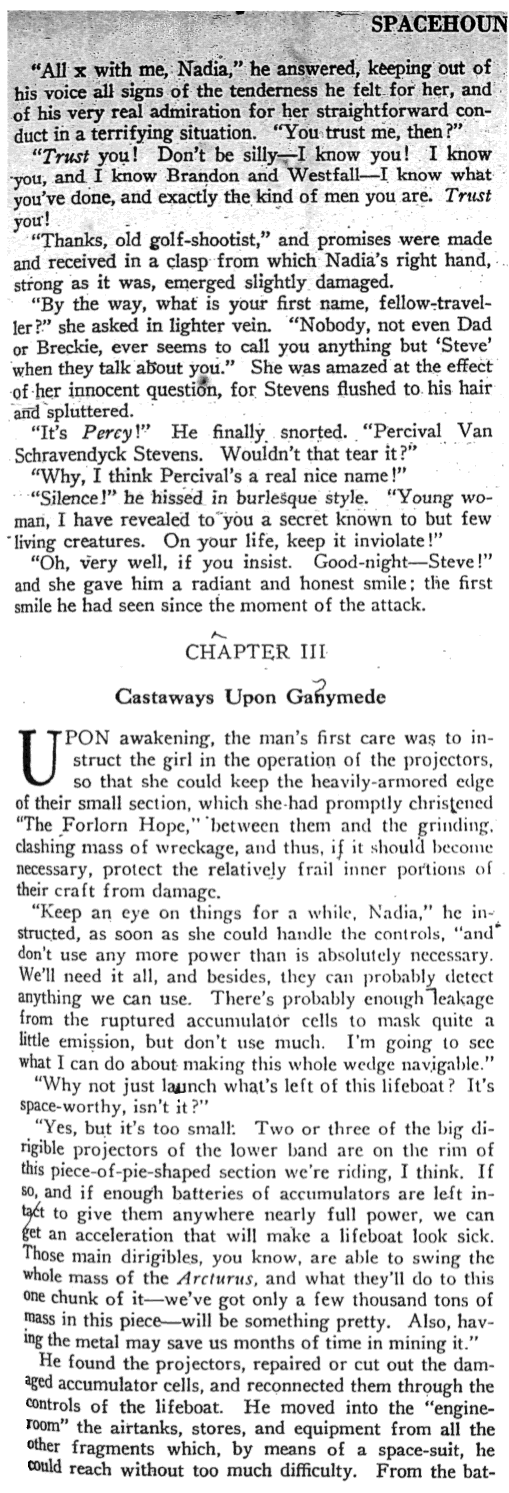 SPACEHOUN
"All x with me, Nadia," he answered, keeping out of
his voice all signs of the tenderness he felt for her, and
of his very real admiration for her straightforward con-
duct in a terrifying situation. "You trust me, then?"
"Trust you! Don't be silly—I know you! I know
you, and I know Brandon and Westfall—I know what
you've done, and exactly the kind of men you are. Trust
you!
"Thanks, old golf-shootist," and promises were made
and received in a clasp from which Nadia's right hand,
strong as it was, emerged slightly damaged.
"By the way, what is your first name, fellow-travel-
ler?" she asked in lighter vein. "Nobody, not even Dad
or Breckie, ever seems to call you anything but 'Steve'
when they talk about you." She was amazed at the effect
of her innocent question, for Stevens flushed to his hair
and spluttered.
"It's Percy!" He finally snorted. "Percival Van
Schravendyck Stevens. Wouldn't that tear it?"
"Why, I think Percival's a real nice name!"
"Silence!" he hissed in burlesque style. "Young wo-
man, I have revealed to you a secret known to but few
living creatures. On your life, keep it inviolate!"
"Oh, very well, if you insist. Good-night—Steve!"
and she gave him a radiant and honest smile; the first
smile he had seen since the moment of the attack.
CHAPTER III
Castaways Upon Ganymede
UPON awakening, the man's first care was to in-
struct the girl in the operation of the projectors,
so that she could keep the heavily-armored edge
of their small section, which she had promptly christened
"The Forlorn Hope," between them and the grinding,
clashing mass of wreckage, and thus, if it should become
necessary, protect the relatively frail inner portions of
their craft from damage.
"Keep an eye on things for a while, Nadia," he in-
structed, as soon as she could handle the controls, "and
don't use any more power than is absolutely necessary.
We'll need it all, and besides, they can probably detect
anything we can use. There's probably enough leakage
from the ruptured accumulator cells to mask quite a
little emission, but don't use much. I'm going to see
what I can do about making this whole wedge navigable."
"Why not just launch what's left of this lifeboat? It's
space-worthy, isn't it?"
"Yes, but it's too small. Two or three of the big di-
rigible projectors of the lower band are on the rim of
this piece-of-pie-shaped section we're riding, I think. If
so, and if enough batteries of accumulators are left in-
tact to give them anywhere nearly full power, we can
get an acceleration that will make a lifeboat look sick.
Those main dirigibles, you know, are able to swing the
whole mass of the Arcturus, and what they'll do to this
one chunk of it—we've got only a few thousand tons of
mass in this piece—will be something pretty. Also, hav-
ing the metal may save us months of time in mining it."
He found the projectors, repaired or cut out the dam-
aged accumulator cells, and reconnected them through the
controls of the lifeboat. He moved into the "engine-
room" the airtanks, stores, and equipment from all the
other fragments which, by means of a space-suit, he
could reach without too much difficulty. From the bat-